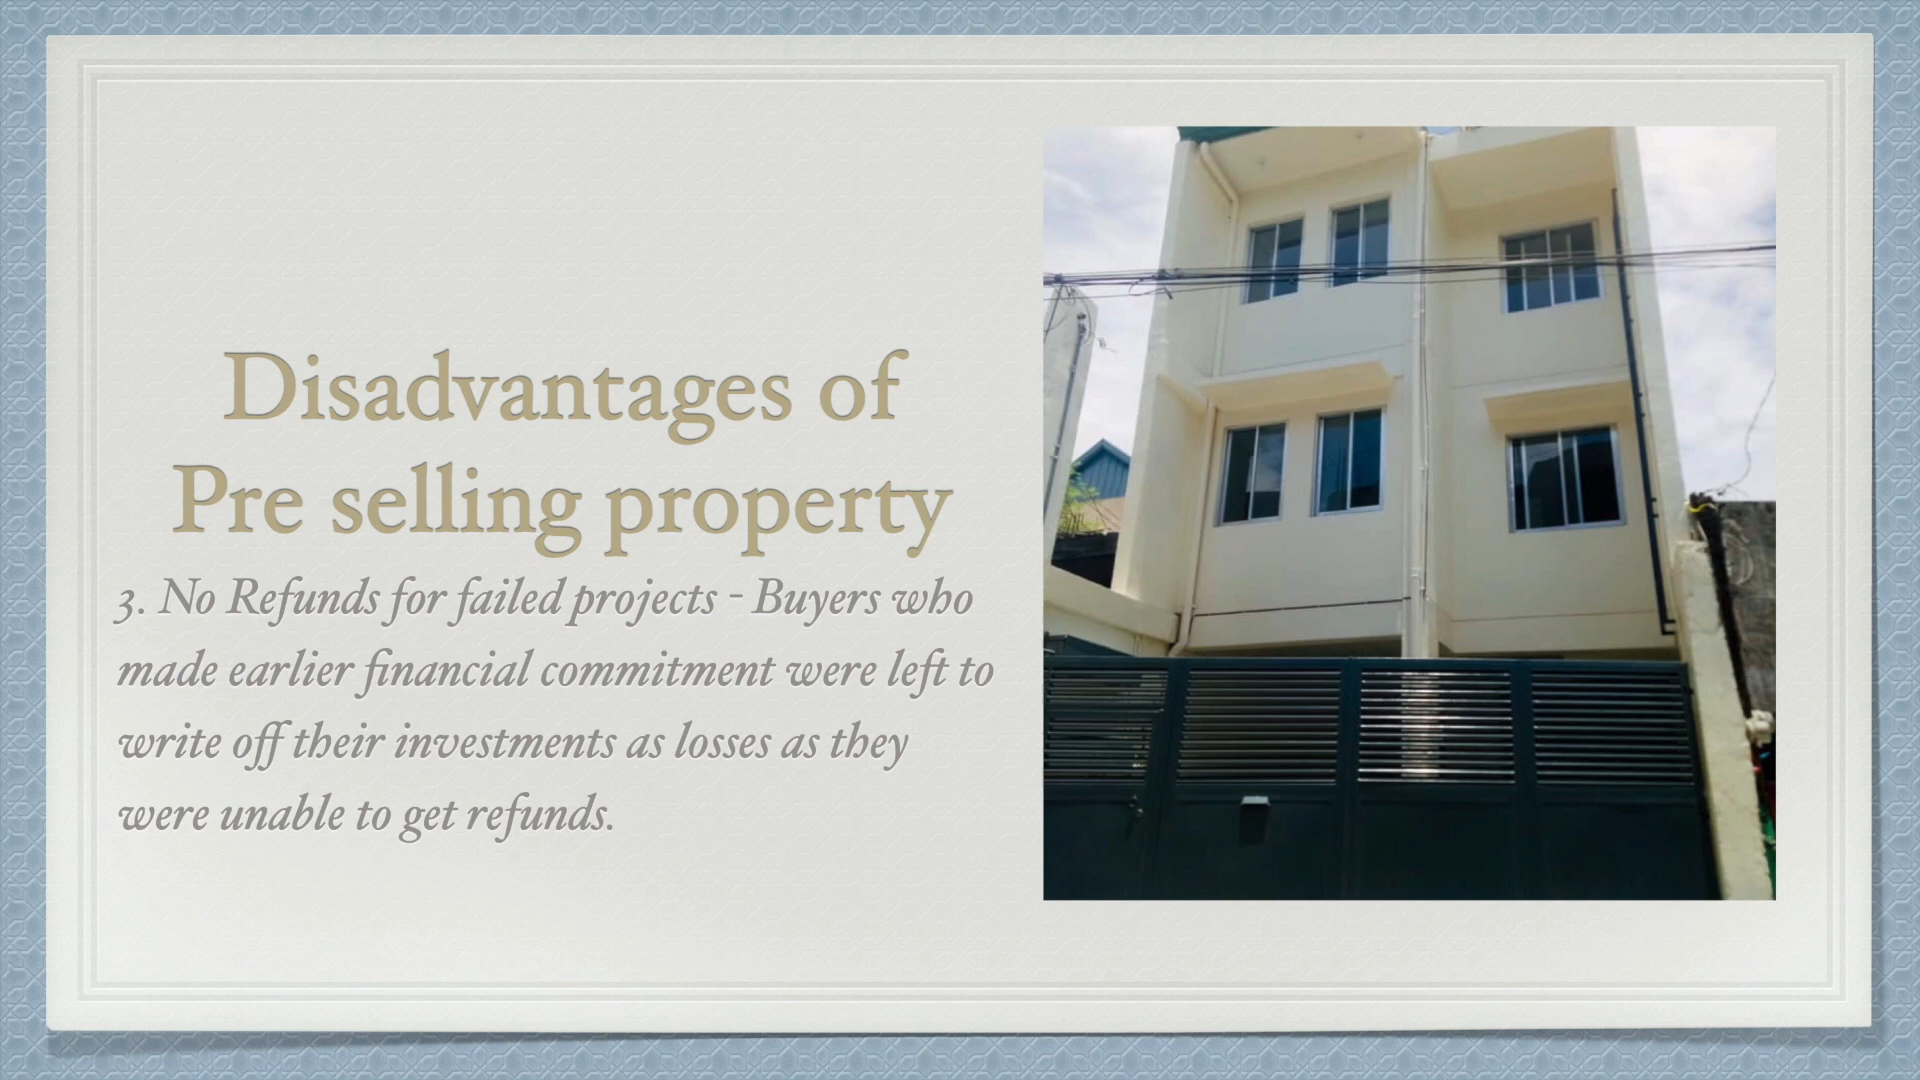 Disadvantages of
Pre selling property
3. No Refunds for failed projects - Buyers who
made earlier financial commitment were left to
write off their investments as losses as they
were unable to get refunds.